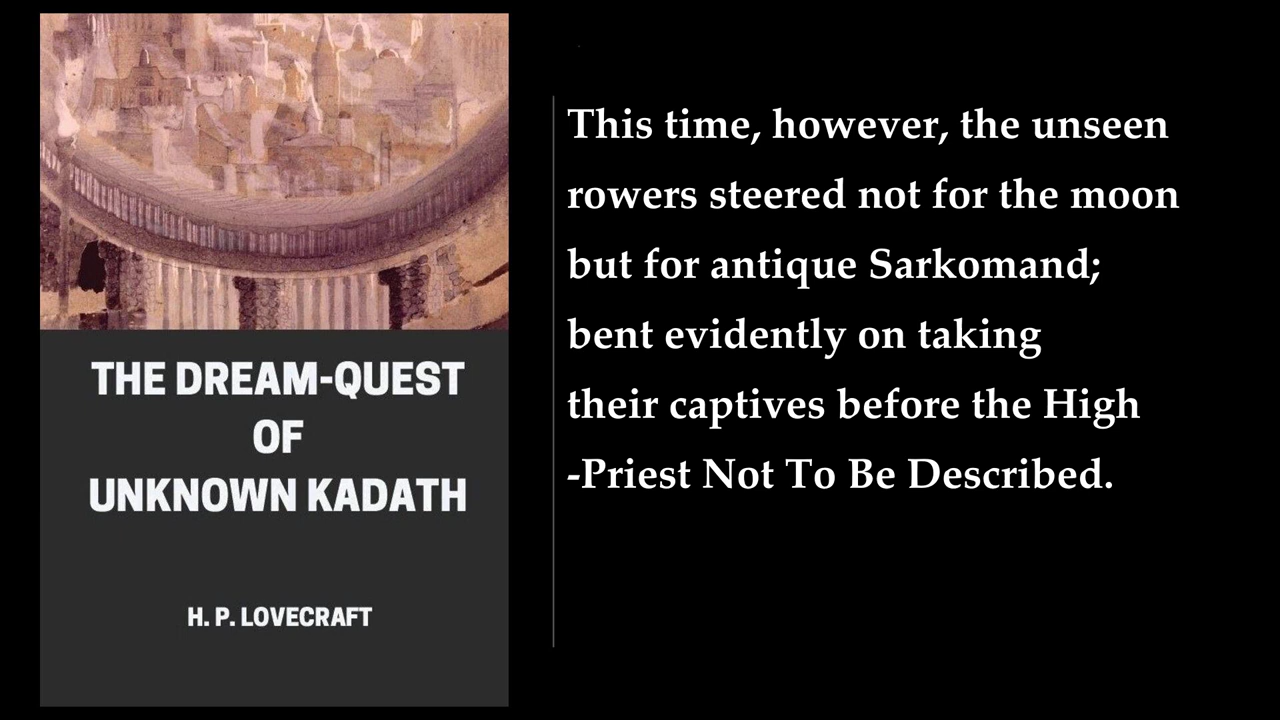 THE DREAM-QUEST
OF
UNKNOWN KADATH
H. P. LOVECRAFT
This time, however, the unseen
rowers steered not for the moon
but for antique Sarkomand;
bent evidently on taking
their captives before the High
-Priest Not To Be Described.